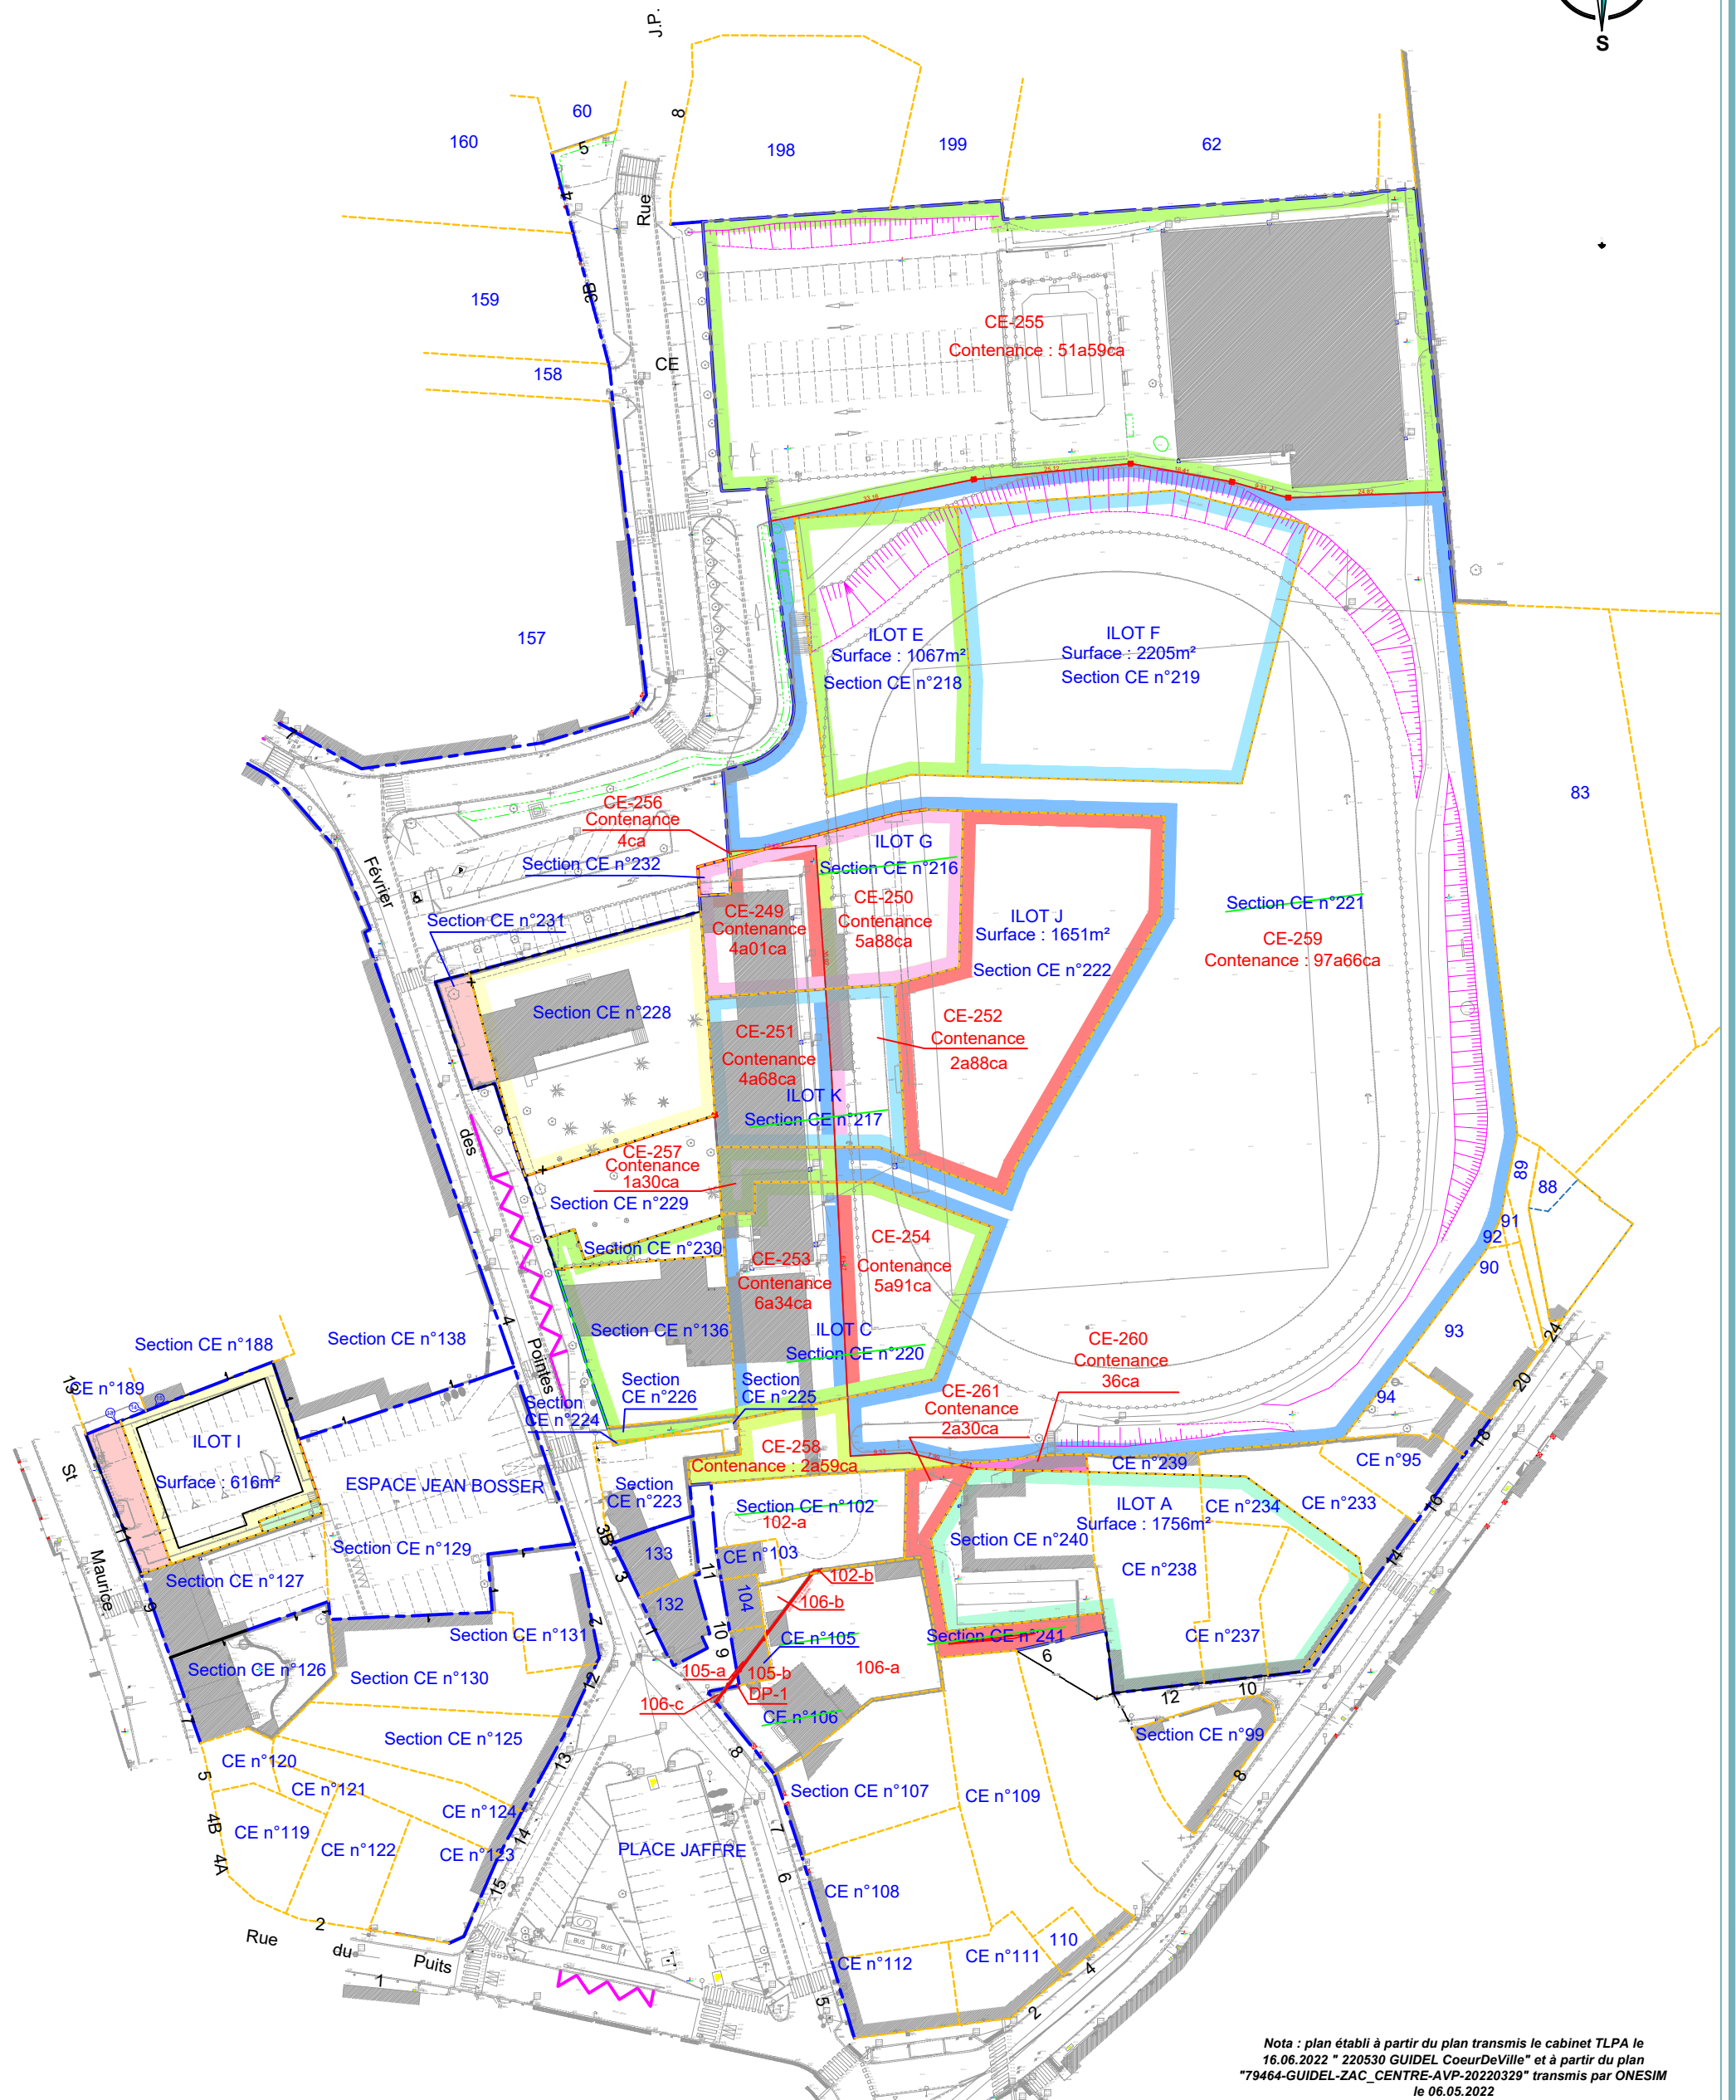 S
J.P.
60
160
5
8
198
199
62
4
Rue
159
3B
CE-255
Contenance : 51a59ca
CE
158
157
ILOT E
Surface : 1067m²
Section CE n°218
ILOT F
Surface : 2205m²
Section CE n°219
7
83
CE-256
Contenance
4ca
Section CE n°232
ILOT G
Section CE n°216
Février
CE-249
Contenance
4a01ca
CE-250
Contenance
5a88ca
ILOT J
Surface : 1651m²
Section CE n°222
Section CE n°221
CE-259
Contenance : 97a66ca
Section CE n°231
Section CE n°228
CE-251
Contenance
4a68ca
CE-252
Contenance
2a88ca
ILOT K
Section CE n°217
des
CE-257
Contenance
1a30ca
Section CE n°229
89
88
91
92
90
Section CE n°230
CE-253
Contenance
6a34ca
CE-254
Contenance
5a91ca
4
Pointes
Section CE n°136
ILOT C
Section CE n°220
93
24
Section CE n°188
Section CE n°138
CE-260
Contenance
36ca
19
CE n°189
Section
CE n°226
Section
CE n°225
Section
CE n°224
CE-261
Contenance
2a30ca
94
20
18
ILOT I
Surface : 616m²
St
ESPACE JEAN BOSSER
CE-258
Contenance : 2a59ca
CE n°239
CE n°95
Section
CE n°223
Section CE n°102
102-a
ILOT A
Surface : 1756m²
CE n°234
CE n°233
16
11
Section CE n°129
3B
133
Section CE n°240
CE n°103
11
CE n°238
14
Maurice
Section CE n°127
3
102-b
106-b
104
9
132
1
10
9
2
Section CE n°131
CE n°105
Section CE n°241
CE n°237
6
Section CE n°126
Section CE n°130
105-a
105-b
106-a
12
DP-1
106-c
12
10
7
CE n°106
Section CE n°125
Section CE n°99
CE n°120
8
13
5
CE n°121
Section CE n°107
CE n°109
8
CE n°124
4B
CE n°119
14
7
PLACE JAFFRE
CE n°122
CE n°123
4A
15
6
CE n°108
2
Rue
du
Puits
110
CE n°111
CE n°112
4
1
BUS
BUS
5
2
Nota : plan établi à partir du plan transmis le cabinet TLPA le
16.06.2022 " 220530 GUIDEL CoeurDeVille" et à partir du plan
"79464-GUIDEL-ZAC_CENTRE-AVP-20220329" transmis par ONESIM
le 06.05.2022